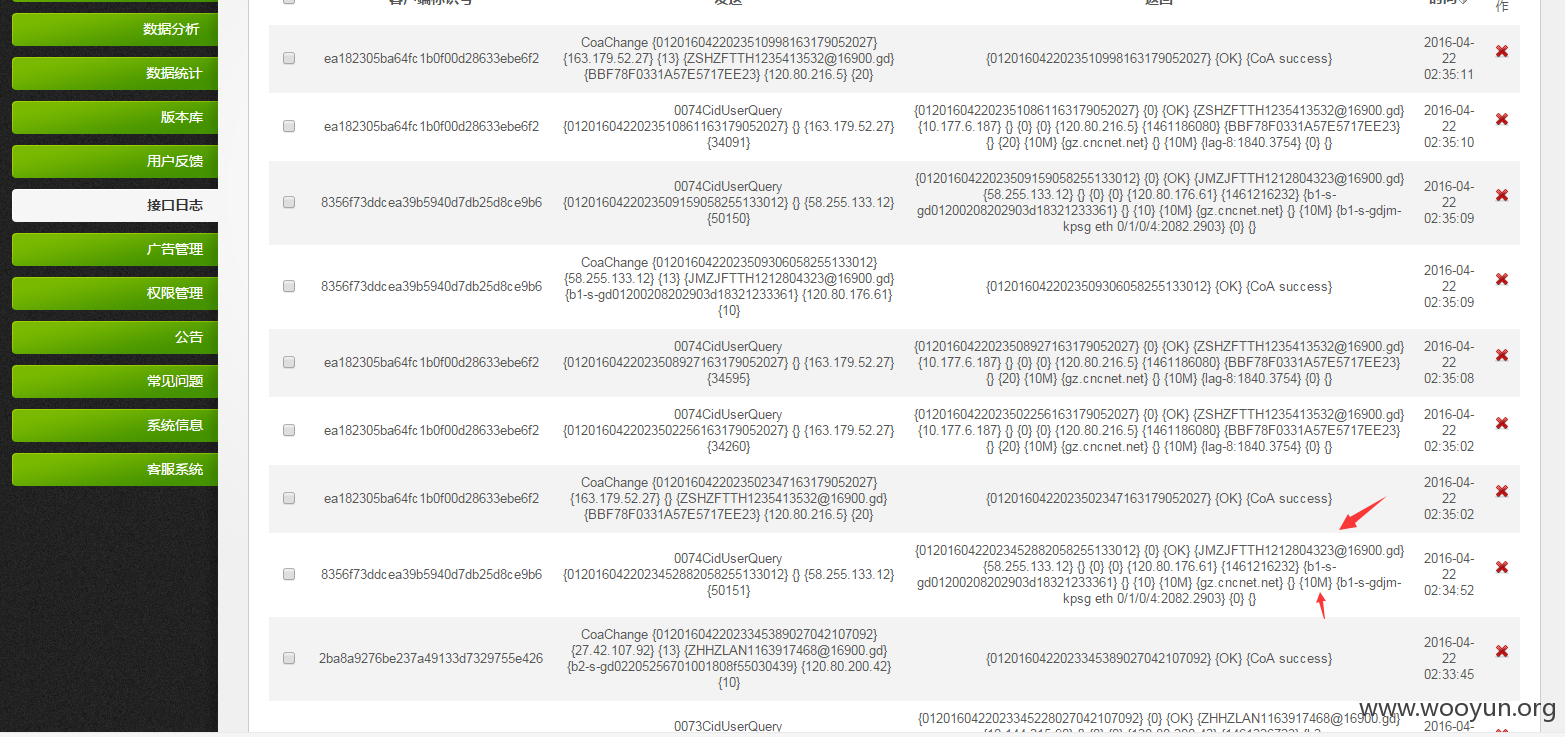 客户端标识号 发送 返回 时间 作
数据分析
数据统计
版本库
用户反馈
接口日志
广告管理
权限管理
公告
常见问题
系统信息
客服系统
ea182305ba64fc1b0f00d28633ebe6f2
CoaChange {0120160422023510998163179052027}
{163.179.52.27} {13} {ZSHZFTTH1235413532@16900.gd}
{BBF78F0331A57E5717EE23} {120.80.216.5} {20}
{0120160422023510998163179052027} {OK} {CoA success}
2016-04-
22
02:35:11
ea182305ba64fc1b0f00d28633ebe6f2
0074CidUserQuery
{0120160422023510861163179052027} {} {163.179.52.27}
{34091}
{0120160422023510861163179052027} {0} {OK} {ZSHZFTTH1235413532@16900.gd}
{10.177.6.187} {} {0} {0} {120.80.216.5} {1461186080} {BBF78F0331A57E5717EE23}
{} {20} {10M} {gz.cncnet.net} {} {10M} {lag-8:1840.3754} {0} {}
2016-04-
22
02:35:10
8356f73ddcea39b5940d7db25d8ce9b6
0074CidUserQuery
{0120160422023509159058255133012} {} {58.255.133.12}
{50150}
{0120160422023509159058255133012} {0} {OK} {JMZJFTTH1212804323@16900.gd}
{58.255.133.12} {} {0} {0} {120.80.176.61} {1461216232} {b1-s-
gd01200208202903d18321233361} {} {10} {10M} {gz.cncnet.net} {} {10M} {b1-s-gdjm-
kpsg eth 0/1/0/4:2082.2903} {0} {}
2016-04-
22
02:35:09
8356f73ddcea39b5940d7db25d8ce9b6
CoaChange {0120160422023509306058255133012}
{58.255.133.12} {13} {JMZJFTTH1212804323@16900.gd}
{b1-s-gd01200208202903d18321233361} {120.80.176.61}
{10}
{0120160422023509306058255133012} {OK} {CoA success}
2016-04-
22
02:35:09
ea182305ba64fc1b0f00d28633ebe6f2
0074CidUserQuery
{0120160422023508927163179052027} {} {163.179.52.27}
{34595}
{0120160422023508927163179052027} {0} {OK} {ZSHZFTTH1235413532@16900.gd}
{10.177.6.187} {} {0} {0} {120.80.216.5} {1461186080} {BBF78F0331A57E5717EE23}
{} {20} {10M} {gz.cncnet.net} {} {10M} {lag-8:1840.3754} {0} {}
2016-04-
22
02:35:08
ea182305ba64fc1b0f00d28633ebe6f2
0074CidUserQuery
{0120160422023502256163179052027} {} {163.179.52.27}
{34260}
{0120160422023502256163179052027} {0} {OK} {ZSHZFTTH1235413532@16900.gd}
{10.177.6.187} {} {0} {0} {120.80.216.5} {1461186080} {BBF78F0331A57E5717EE23}
{} {20} {10M} {gz.cncnet.net} {} {10M} {lag-8:1840.3754} {0} {}
2016-04-
22
02:35:02
ea182305ba64fc1b0f00d28633ebe6f2
CoaChange {0120160422023502347163179052027}
{163.179.52.27} {} {ZSHZFTTH1235413532@16900.gd}
{BBF78F0331A57E5717EE23} {120.80.216.5} {20}
{0120160422023502347163179052027} {OK} {CoA success}
2016-04-
22
02:35:02
8356f73ddcea39b5940d7db25d8ce9b6
0074CidUserQuery
{0120160422023452882058255133012} {} {58.255.133.12}
{50151}
{0120160422023452882058255133012} {0} {OK} {JMZJFTTH1212804323@16900.gd}
{58.255.133.12} {} {0} {0} {120.80.176.61} {1461216232} {b1-s-
gd01200208202903d18321233361} {} {10} {10M} {gz.cncnet.net} {} {10M} {b1-s-gdjm-
kpsg eth 0/1/0/4:2082.2903} {0} {}
2016-04-
22
02:34:52
2ba8a9276be237a49133d7329755e426
CoaChange {0120160422023345389027042107092}
{27.42.107.92} {13} {ZHHZLAN1163917468@16900.gd}
{b2-s-gd02205256701001808f55030439} {120.80.200.42}
{10}
{0120160422023345389027042107092} {OK} {CoA success}
2016-04-
22
02:33:45
0073CidUserQuery
{0120160422023345228027042107092} {0} {OK} {ZHHZLAN1163917468@16900.gd}
2016-04-
www.wooyun.org